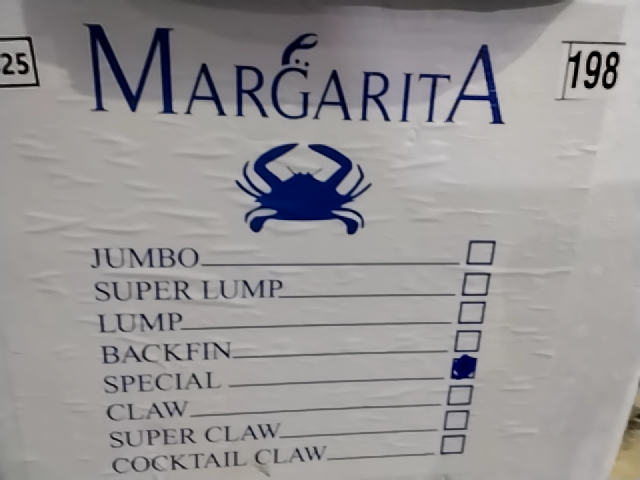 25
MARGARITA
198
JUMBO
SUPER LUMP
LUMP
BACKFIN
SPECIAL
CLAW
SUPER CLAW
COCKTAIL CLAW